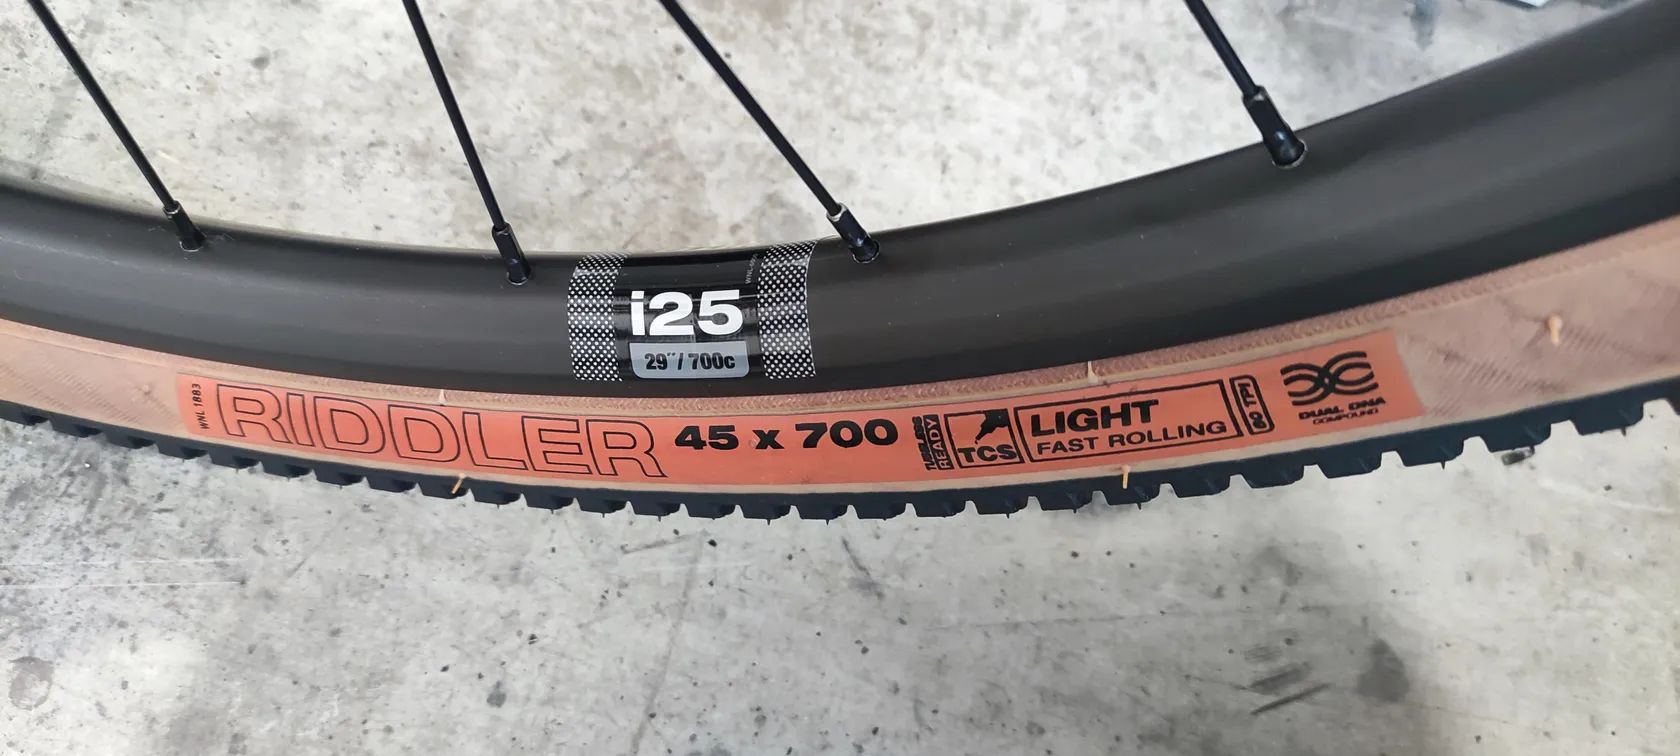 i25
29"/700c
WNL 1883
RIDDLER 45 x 700 TUBELESS READY TCS LIGHT FAST ROLLING 60 TPI DUAL DNA COMPOUND